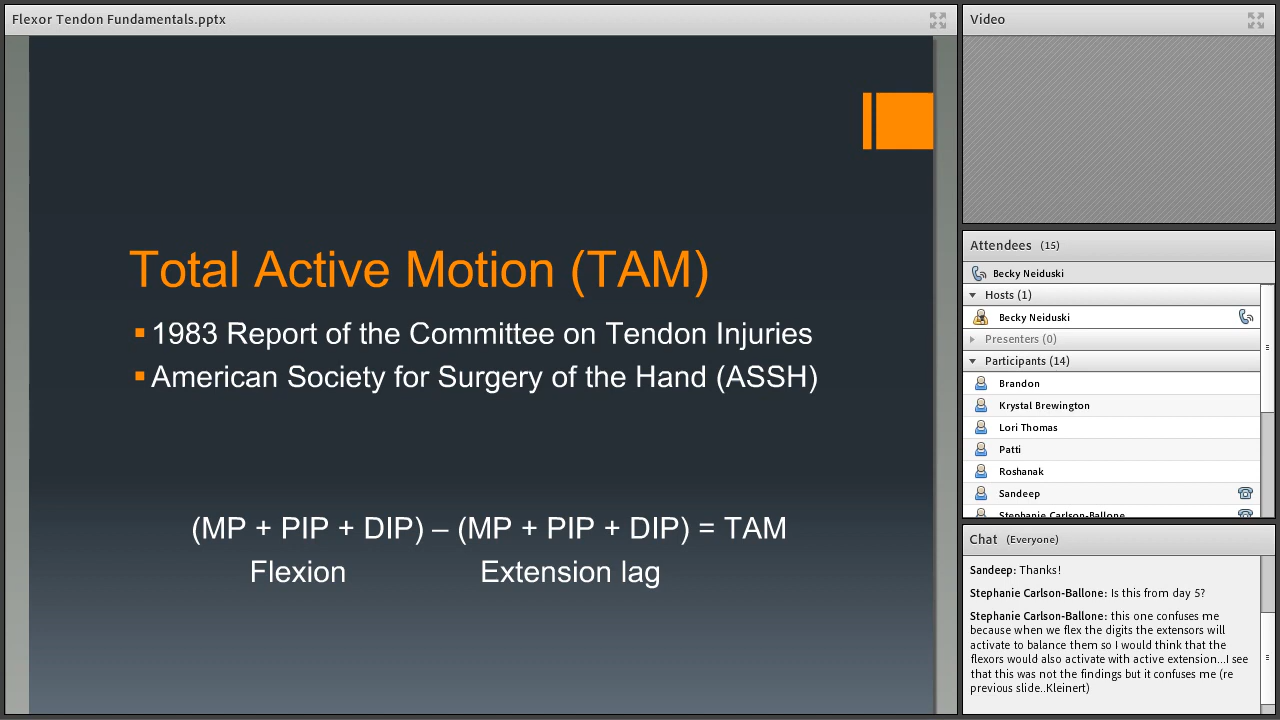 Flexor Tendon Fundamentals.pptx
Total Active Motion (TAM)
1983 Report of the Committee on Tendon Injuries
American Society for Surgery of the Hand (ASSH)
(MP + PIP + DIP) – (MP + PIP + DIP) = TAM
Flexion Extension lag
Video
Attendees (15)
Becky Neiduski
Hosts (1)
Becky Neiduski
Presenters (0)
Participants (14)
Brandon
Krystal Brewington
Lori Thomas
Patti
Roshanak
Sandeep
Stephanie Carlson-Ballone
Chat (Everyone)
Sandeep: Thanks!
Stephanie Carlson-Ballone: Is this from day 5?
Stephanie Carlson-Ballone: this one confuses me
because when we flex the digits the extensors will
activate to balance them so I would think that the
flexors would also activate with active extension...I see
that this was not the findings but it confuses me (re
previous slide..Kleinert)